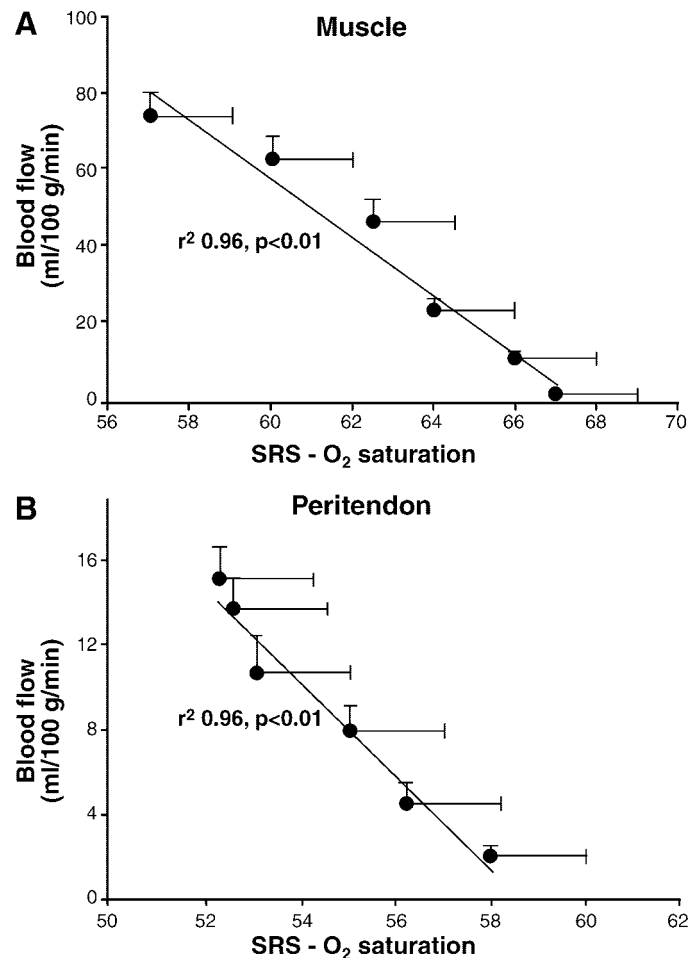 A
Muscle
100
80
60
40
20
0
Blood flow
(ml/100 g/min)
r² 0.96, p<0.01
56 58 60 62 64 66 68 70
SRS - O₂ saturation
B
Peritendon
16
12
8
4
0
Blood flow
(ml/100 g/min)
r² 0.96, p<0.01
50 52 54 56 58 60 62
SRS - O₂ saturation